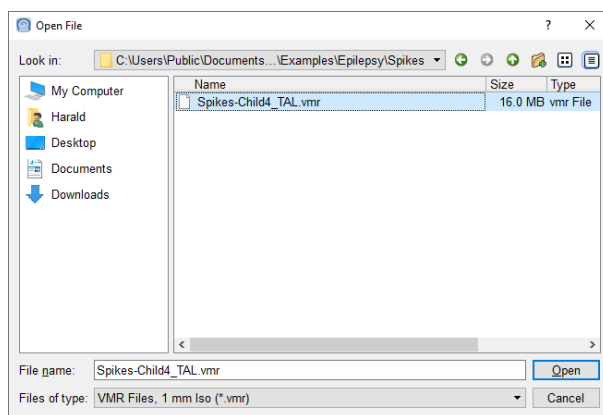 Open File
?
Look in:
C:\Users\Public\Documents...\Examples\Epilepsy\Spikes
My Computer
Harald
Desktop
Documents
Downloads
Name Size Type
Spikes-Child4_TAL.vmr 16.0 MB vmr File
File name: Spikes-Child4_TAL.vmr Open
Files of type: VMR Files, 1 mm Iso (*.vmr) Cancel